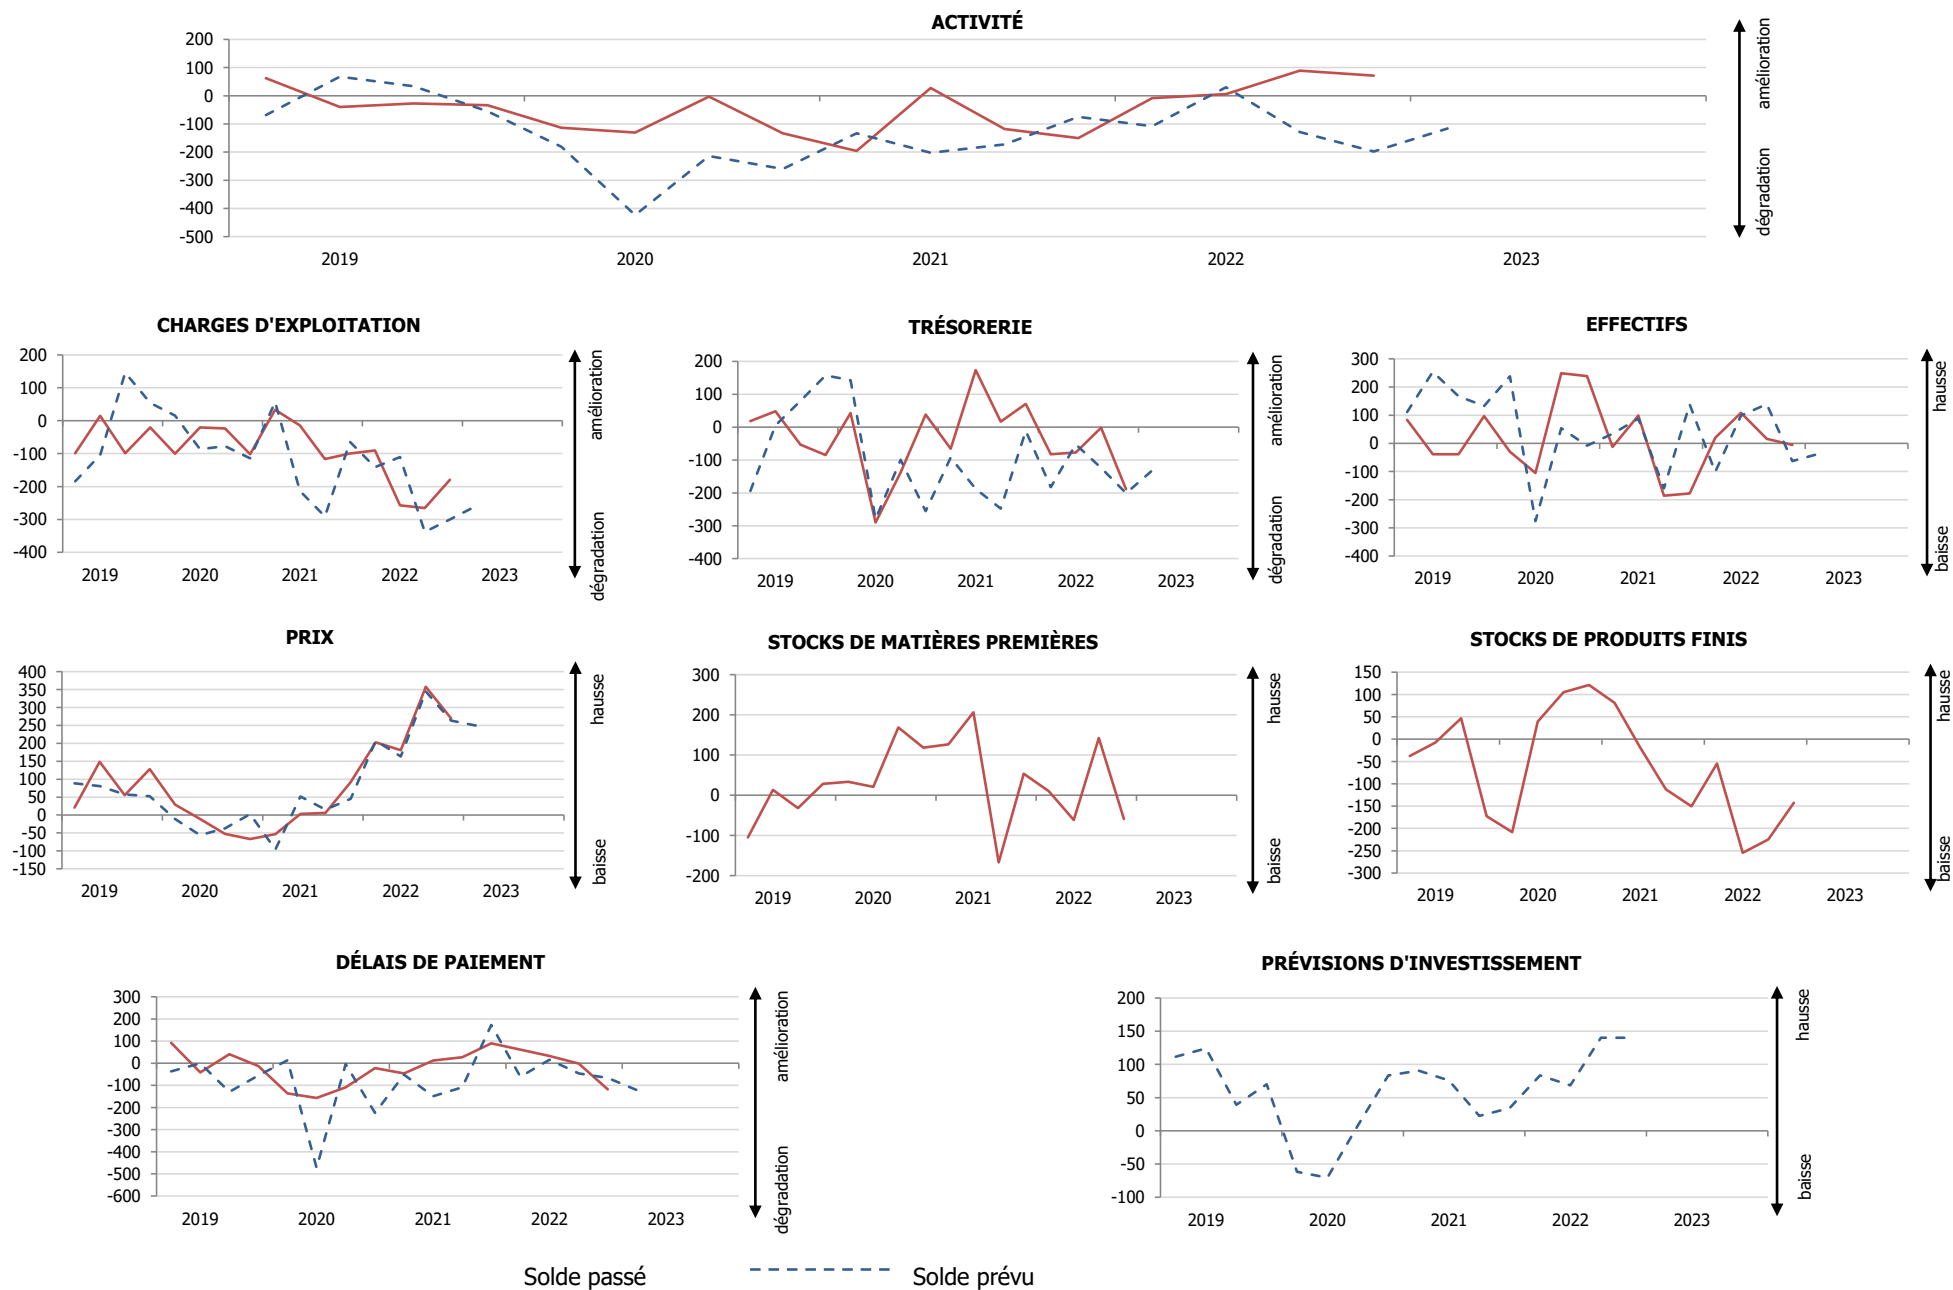 ACTIVITÉ
200
100
0
-100
-200
-300
-400
-500
2019 2020 2021 2022 2023
amélioration
dégradation
CHARGES D'EXPLOITATION
200
100
0
-100
-200
-300
-400
2019 2020 2021 2022 2023
amélioration
dégradation
TRÉSORERIE
200
100
0
-100
-200
-300
-400
2019 2020 2021 2022 2023
amélioration
dégradation
EFFECTIFS
300
200
100
0
-100
-200
-300
-400
2019 2020 2021 2022 2023
hausse
baisse
PRIX
400
350
300
250
200
150
100
50
0
-50
-100
-150
2019 2020 2021 2022 2023
hausse
baisse
STOCKS DE MATIÈRES PREMIÈRES
300
200
100
0
-100
-200
2019 2020 2021 2022 2023
hausse
baisse
STOCKS DE PRODUITS FINIS
150
100
50
0
-50
-100
-150
-200
-250
-300
2019 2020 2021 2022 2023
hausse
baisse
DÉLAIS DE PAIEMENT
300
200
100
0
-100
-200
-300
-400
-500
-600
2019 2020 2021 2022 2023
amélioration
dégradation
PRÉVISIONS D'INVESTISSEMENT
200
150
100
50
0
-50
-100
2019 2020 2021 2022 2023
hausse
baisse
Solde passé Solde prévu